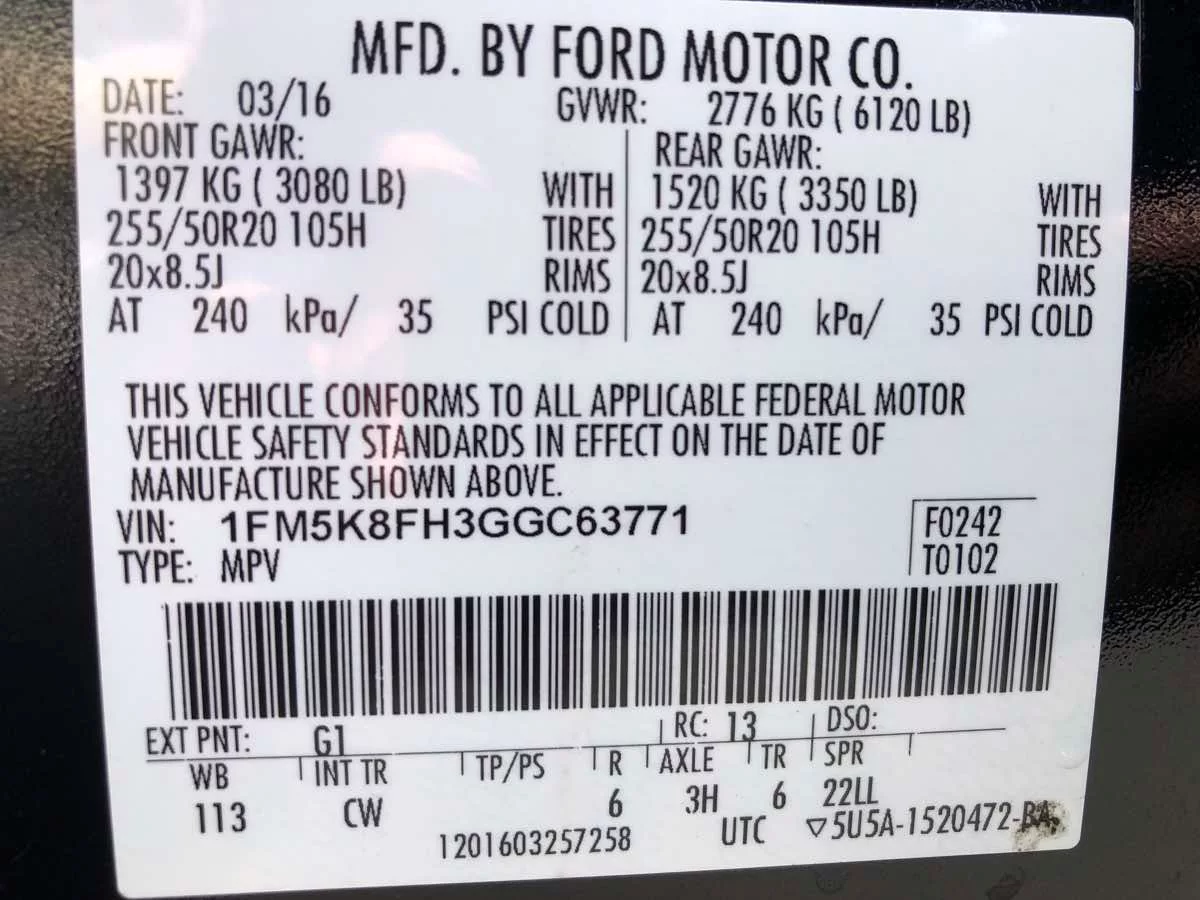 MFD. BY FORD MOTOR CO.
DATE: 03/16 GVWR: 2776 KG ( 6120 LB)
FRONT GAWR: REAR GAWR:
1397 KG ( 3080 LB) WITH 1520 KG ( 3350 LB) WITH
255/50R20 105H TIRES 255/50R20 105H TIRES
20x8.5J RIMS 20x8.5J RIMS
AT 240 kPa/ 35 PSI COLD AT 240 kPa/ 35 PSI COLD
THIS VEHICLE CONFORMS TO ALL APPLICABLE FEDERAL MOTOR
VEHICLE SAFETY STANDARDS IN EFFECT ON THE DATE OF
MANUFACTURE SHOWN ABOVE.
VIN: 1FM5K8FH3GGC63771 F0242
TYPE: MPV T0102
EXT PNT: G1 RC: 13 DSO:
WB INT TR TP/PS R AXLE TR SPR
113 CW 6 3H 6 22LL
1201603257258 UTC ▽5U5A-1520472-BA